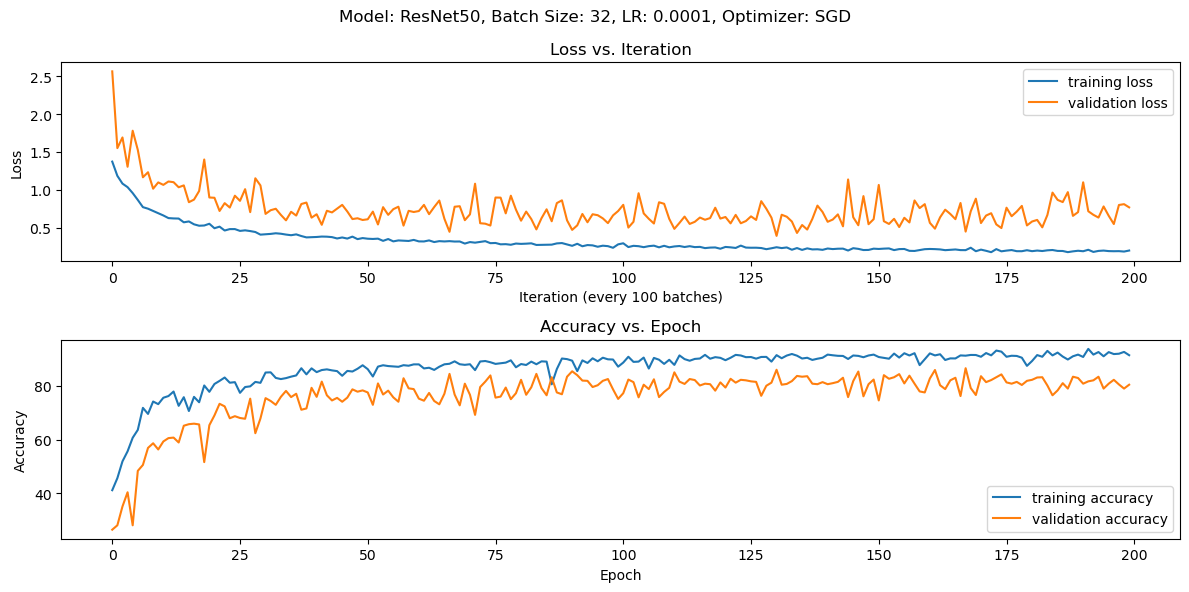 Model: ResNet50, Batch Size: 32, LR: 0.0001, Optimizer: SGD
Loss vs. Iteration
2.5
2.0
1.5
1.0
0.5
Loss
training loss
validation loss
0 25 50 75 100 125 150 175 200
Iteration (every 100 batches)
Accuracy vs. Epoch
80
60
40
Accuracy
training accuracy
validation accuracy
0 25 50 75 100 125 150 175 200
Epoch